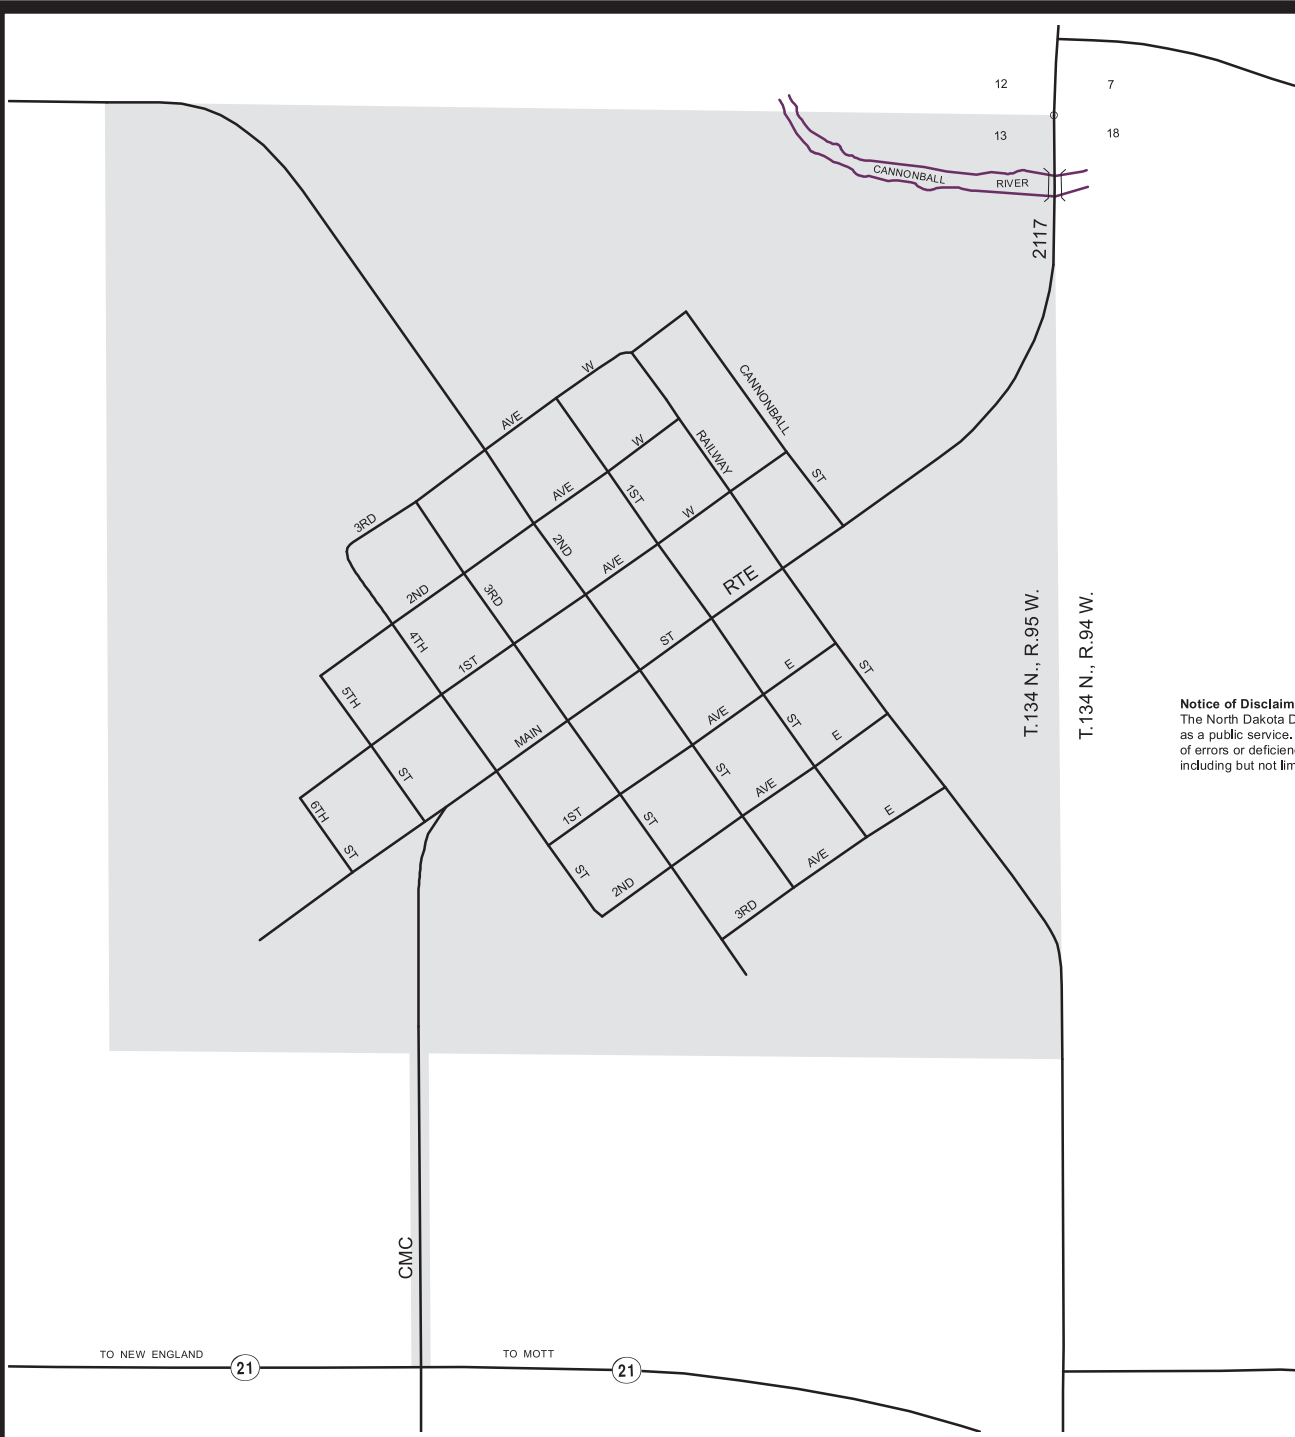 12 7
13 18
CANNONBALL RIVER
2117
CANNONBALL ST
3RD AVE W
RAILWAY ST
2ND AVE W
1ST ST
1ST AVE W
2ND ST
3RD ST
4TH ST
5TH ST
6TH ST
MAIN ST
RTE
1ST AVE E
2ND AVE E
3RD AVE E
T.134 N., R.95 W.
T.134 N., R.94 W.
Notice of Disclaim
The North Dakota D
as a public service.
of errors or deficien
including but not lim
CMC
TO NEW ENGLAND
21
TO MOTT
21